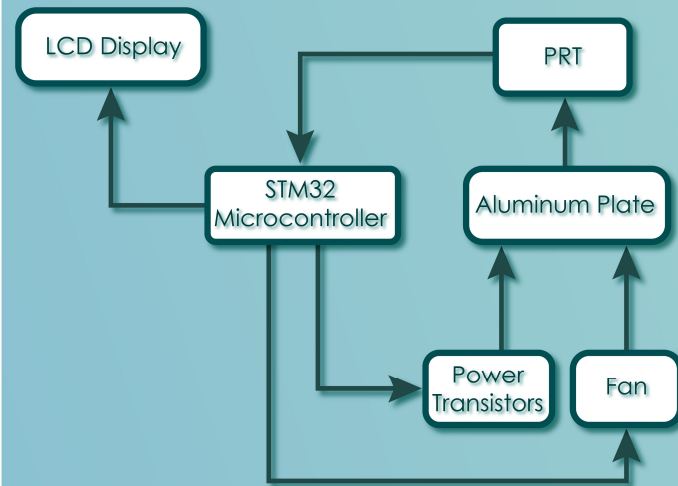 LCD Display
PRT
STM32
Microcontroller
Aluminum Plate
Power
Transistors
Fan